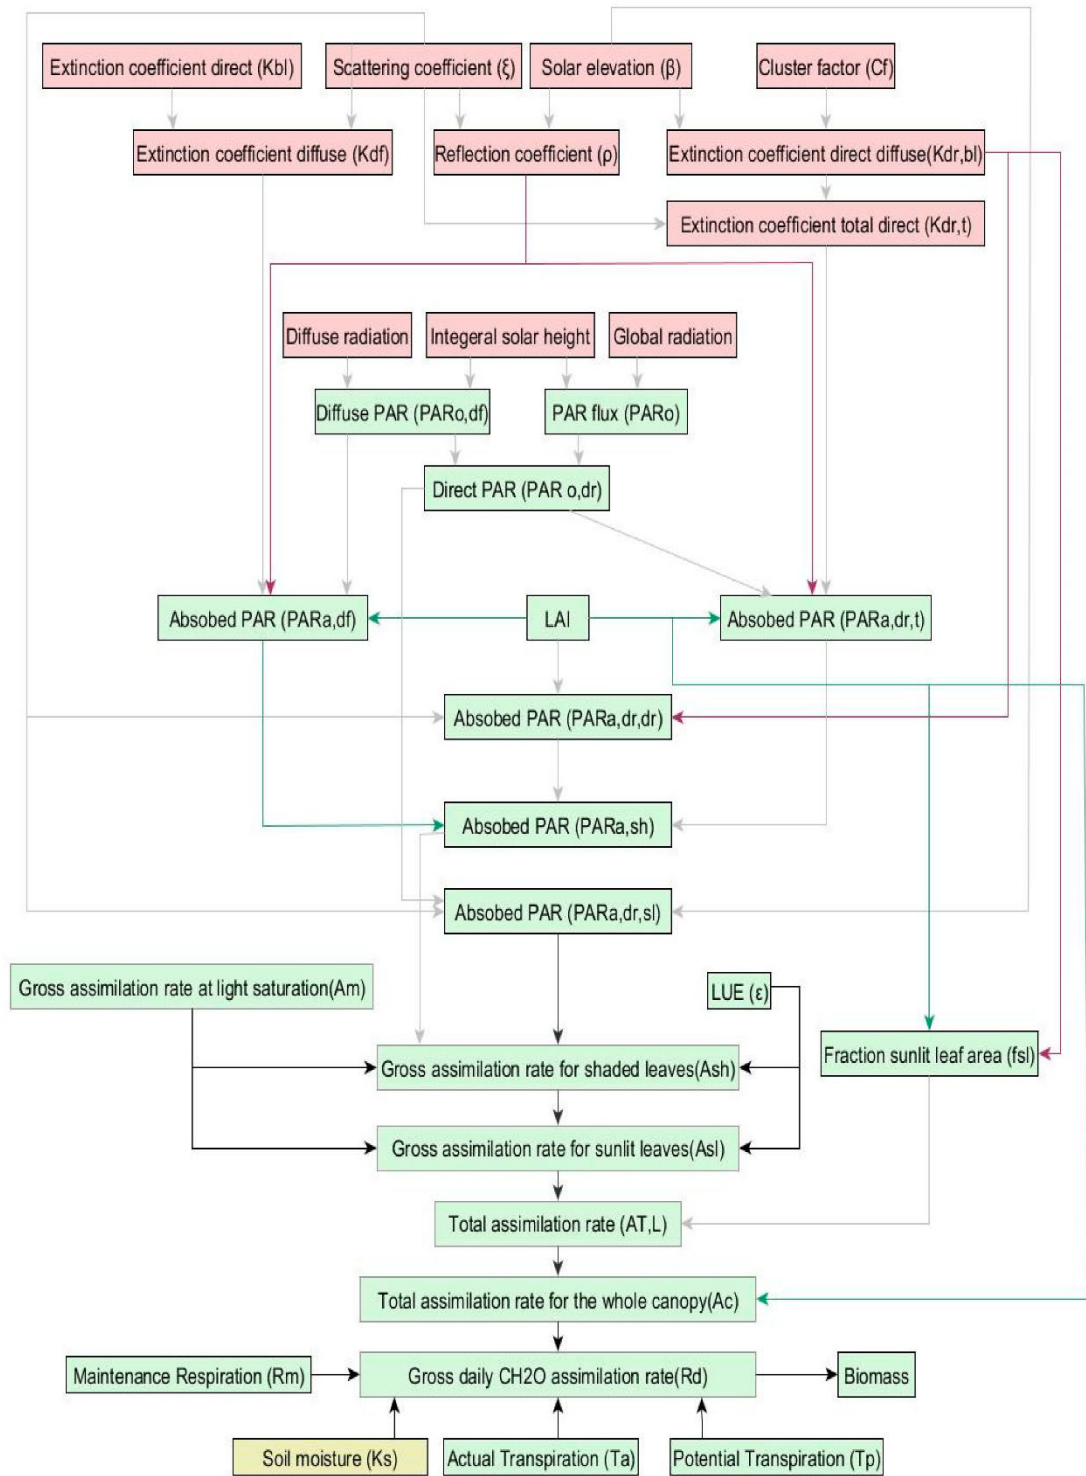 Extinction coefficient direct (Kbl)
Scattering coefficient (ξ)
Solar elevation (β)
Cluster factor (Cf)
Extinction coefficient diffuse (Kdf)
Reflection coefficient (ρ)
Extinction coefficient direct diffuse(Kdr,bl)
Extinction coefficient total direct (Kdr,t)
Diffuse radiation
Integeral solar height
Global radiation
Diffuse PAR (PARo,df)
PAR flux (PARo)
Direct PAR (PAR o,dr)
Absobed PAR (PARa,df)
LAI
Absobed PAR (PARa,dr,t)
Absobed PAR (PARa,dr,dr)
Absobed PAR (PARa,sh)
Absobed PAR (PARa,dr,sl)
Gross assimilation rate at light saturation(Am)
LUE (ε)
Gross assimilation rate for shaded leaves(Ash)
Fraction sunlit leaf area (fsl)
Gross assimilation rate for sunlit leaves(Asl)
Total assimilation rate (AT,L)
Total assimilation rate for the whole canopy(Ac)
Maintenance Respiration (Rm)
Gross daily CH2O assimilation rate(Rd)
Biomass
Soil moisture (Ks)
Actual Transpiration (Ta)
Potential Transpiration (Tp)